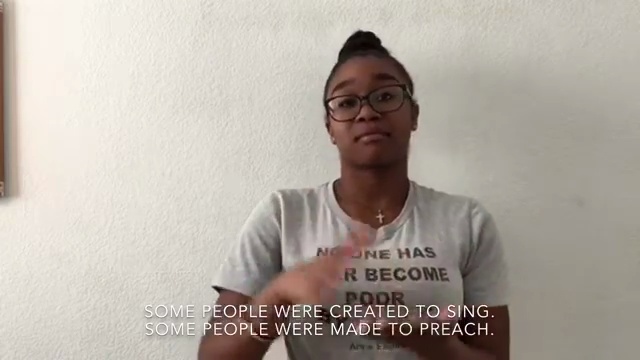 NO ONE HAS
BECOME
POOR
SOME PEOPLE WERE CREATED TO SING.
SOME PEOPLE WERE MADE TO PREACH.